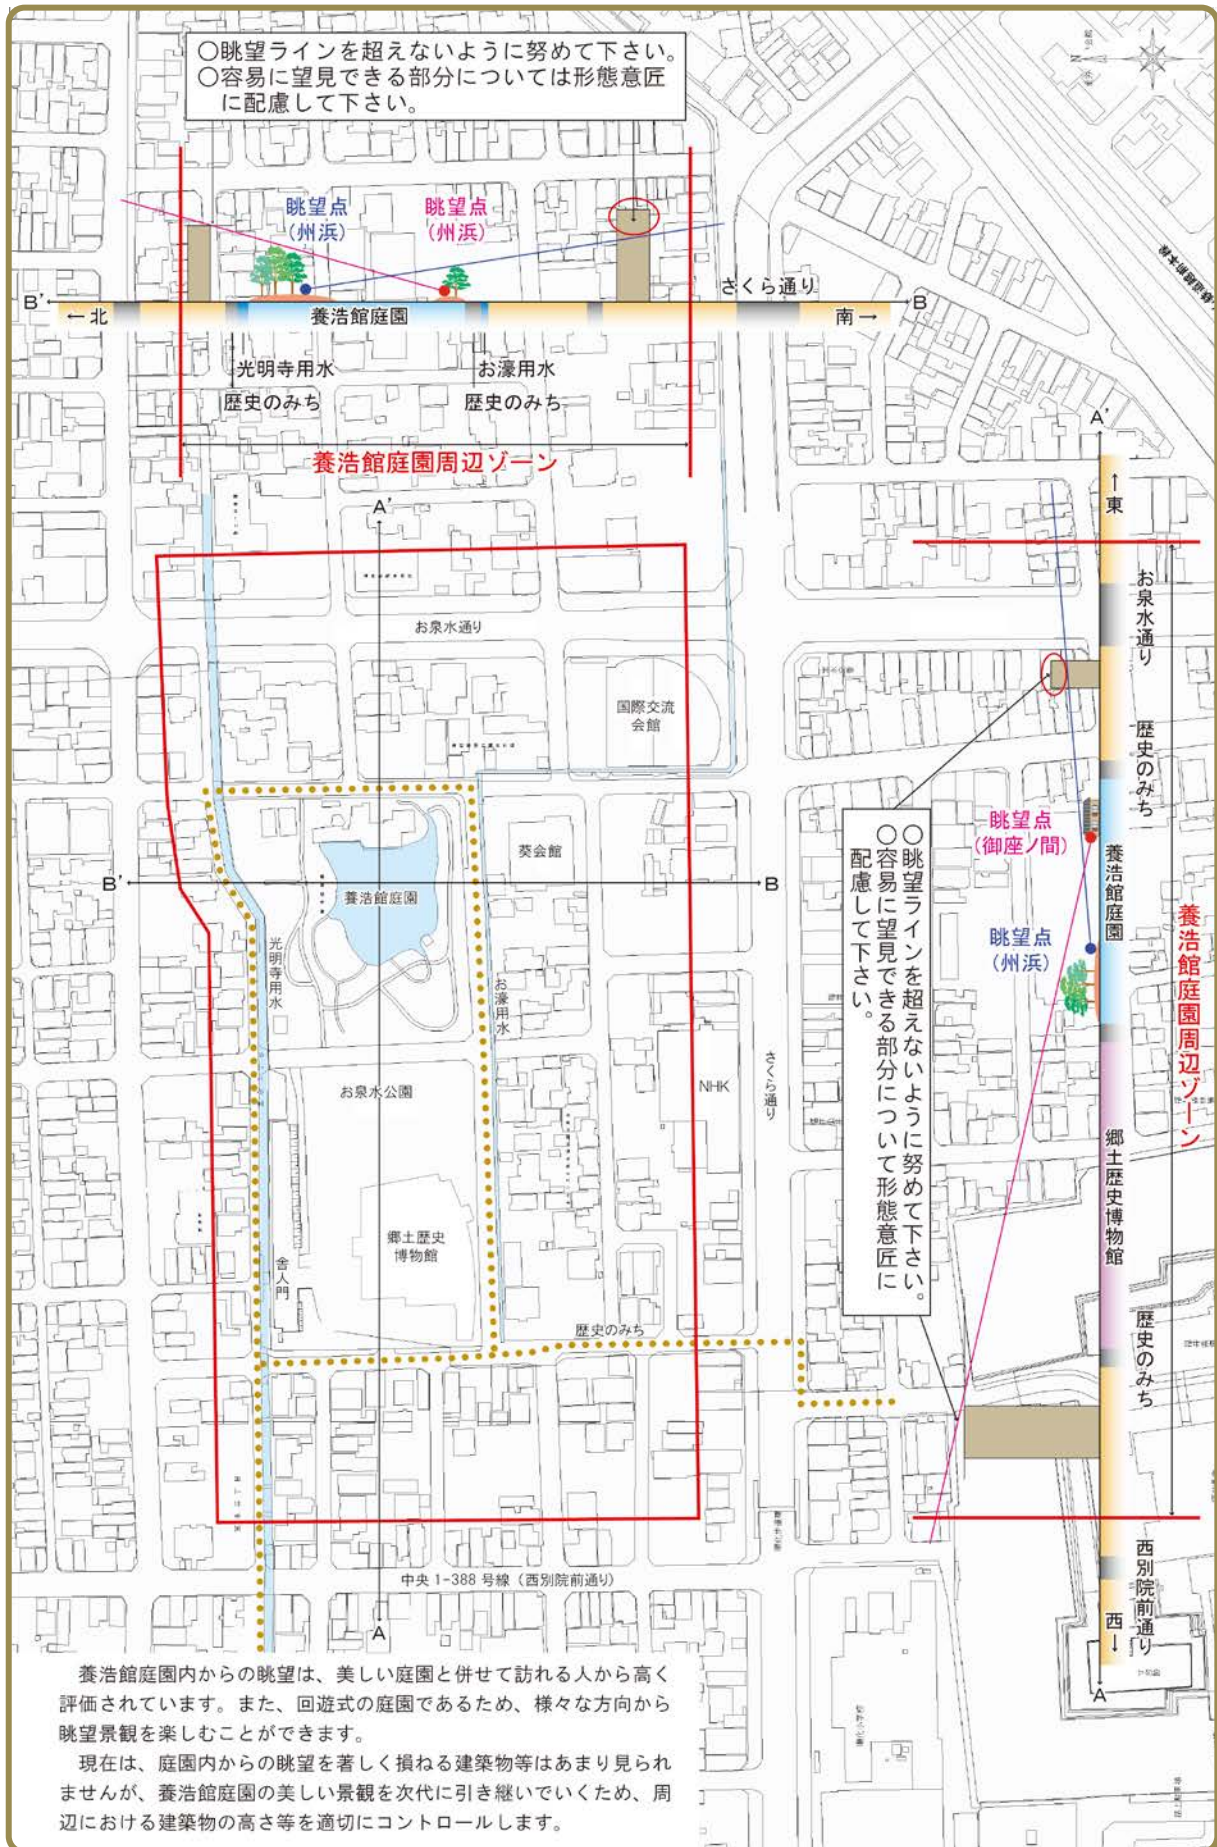 ○眺望ラインを超えないように努めて下さい。
○容易に望見できる部分については形態意匠
に配慮して下さい。
N
眺望点
(州浜)
眺望点
(州浜)
さくら通り
B'
B
←北
養浩館庭園
南→
光明寺用水
お濠用水
歴史のみち
歴史のみち
養浩館庭園周辺ゾーン
A'
お泉水通り
国際交流
会館
葵会館
B'
B
養浩館庭園
光明寺用水
お濠用水
お泉水公園
NHK
さくら通り
郷土歴史
博物館
舎人門
歴史のみち
中央 1-388 号線（西別院前通り）
A
A'
↑東
お泉水通り
歴史のみち
眺望点
(御座ノ間)
養浩館庭園
眺望点
(州浜)
養浩館庭園周辺ゾーン
○眺望ラインを超えないように努めて下さい。
○容易に望見できる部分について形態意匠に
配慮して下さい。
郷土歴史博物館
歴史のみち
西別院前通り
西↓
A
養浩館庭園内からの眺望は、美しい庭園と併せて訪れる人から高く
評価されています。また、回遊式の庭園であるため、様々な方向から
眺望景観を楽しむことができます。
現在は、庭園内からの眺望を著しく損ねる建築物等はあまり見られ
ませんが、養浩館庭園の美しい景観を次代に引き継いでいくため、周
辺における建築物の高さ等を適切にコントロールします。